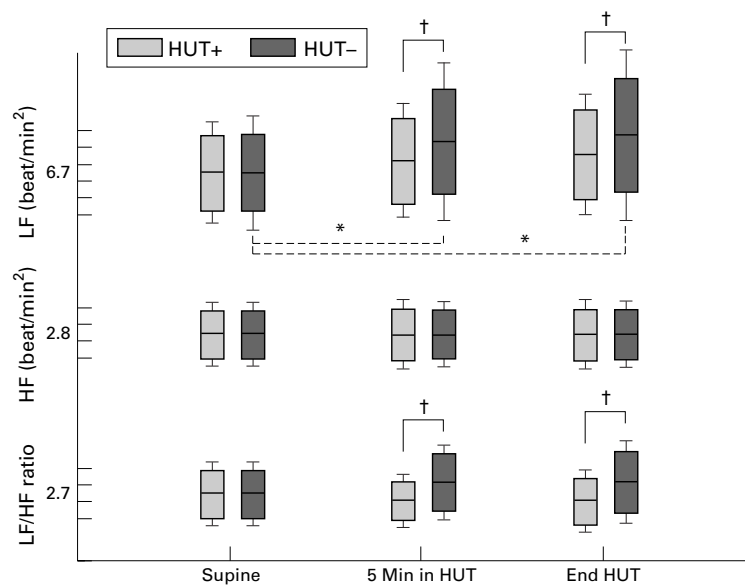 HUT+ HUT–
† †
LF (beat/min²)
6.7
* *
HF (beat/min²)
2.8
† †
LF/HF ratio
2.7
Supine 5 Min in HUT End HUT